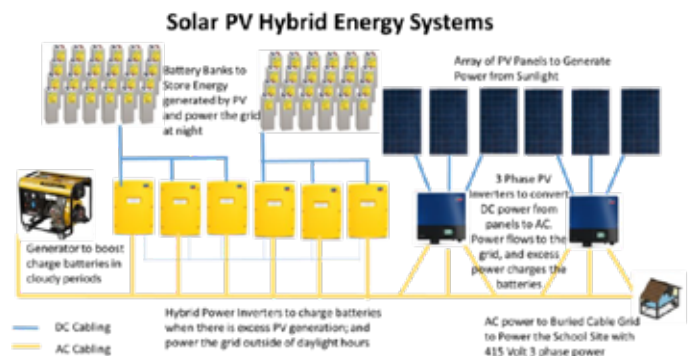 Solar PV Hybrid Energy Systems
Battery Banks to
Store Energy
generated by PV
and power the grid
at night
Array of PV Panels to Generate
Power from Sunlight
3 Phase PV
Inverters to convert
DC power from
panels to AC.
Power flows to the
grid, and excess
power charges the
batteries
Generator to boost
charge batteries in
cloudy periods
Hybrid Power Inverters to charge batteries
when there is excess PV generation; and
power the grid outside of daylight hours
AC power to Buried Cable Grid
to Power the School Site with
415 Volt 3 phase power
DC Cabling
AC Cabling